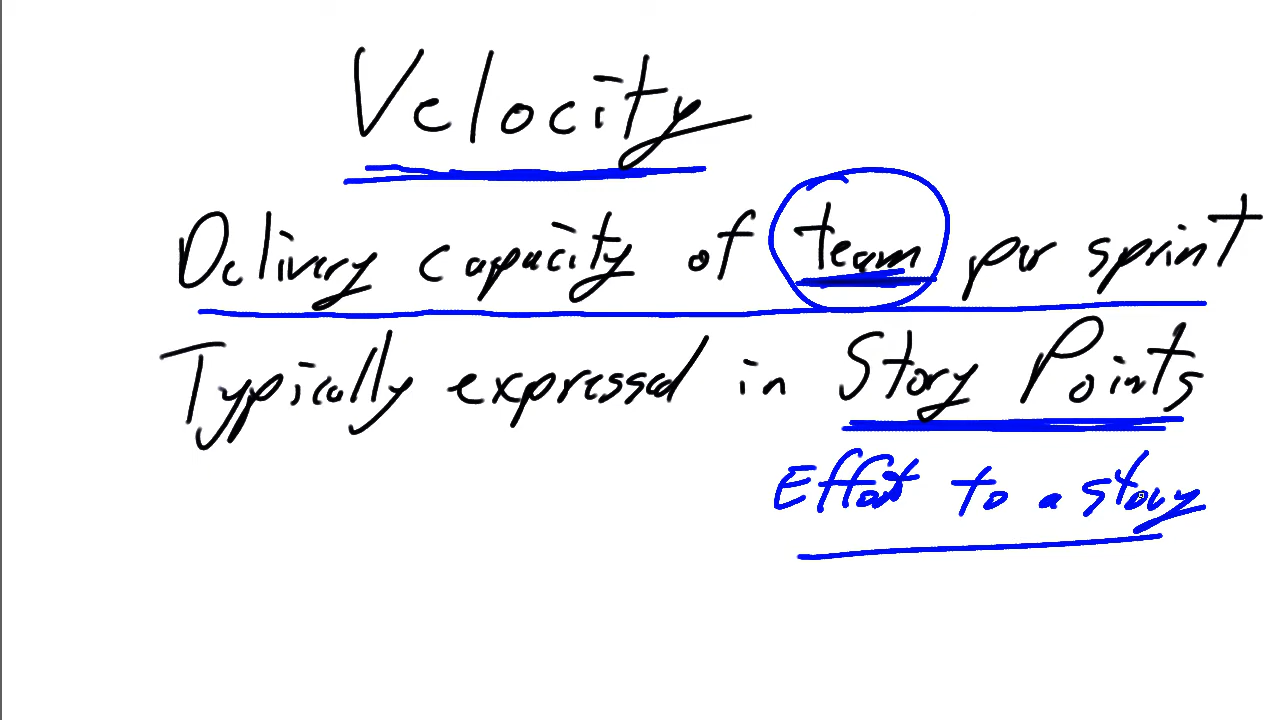 Velocity
Delivery capacity of team per sprint
Typically expressed in Story Points
Effort to a story